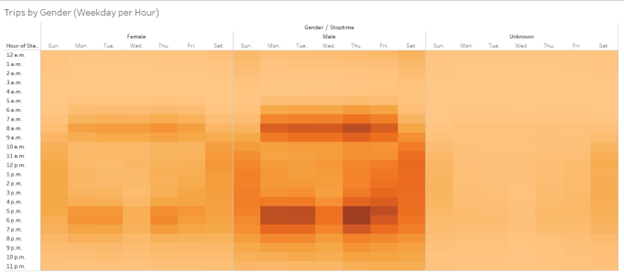 Trips by Gender (Weekday per Hour)
Gender / Stoptime
Female Male Unknown
Hour of Sta.. Sun. Mon. Tue. Wed. Thu. Fri. Sat. Sun. Mon. Tue. Wed. Thu. Fri. Sat. Sun. Mon. Tue. Wed. Thu. Fri. Sat.
12 a.m.
1 a.m.
2 a.m.
3 a.m.
4 a.m.
5 a.m.
6 a.m.
7 a.m.
8 a.m.
9 a.m.
10 a.m.
11 a.m.
12 p.m.
1 p.m.
2 p.m.
3 p.m.
4 p.m.
5 p.m.
6 p.m.
7 p.m.
8 p.m.
9 p.m.
10 p.m.
11 p.m.